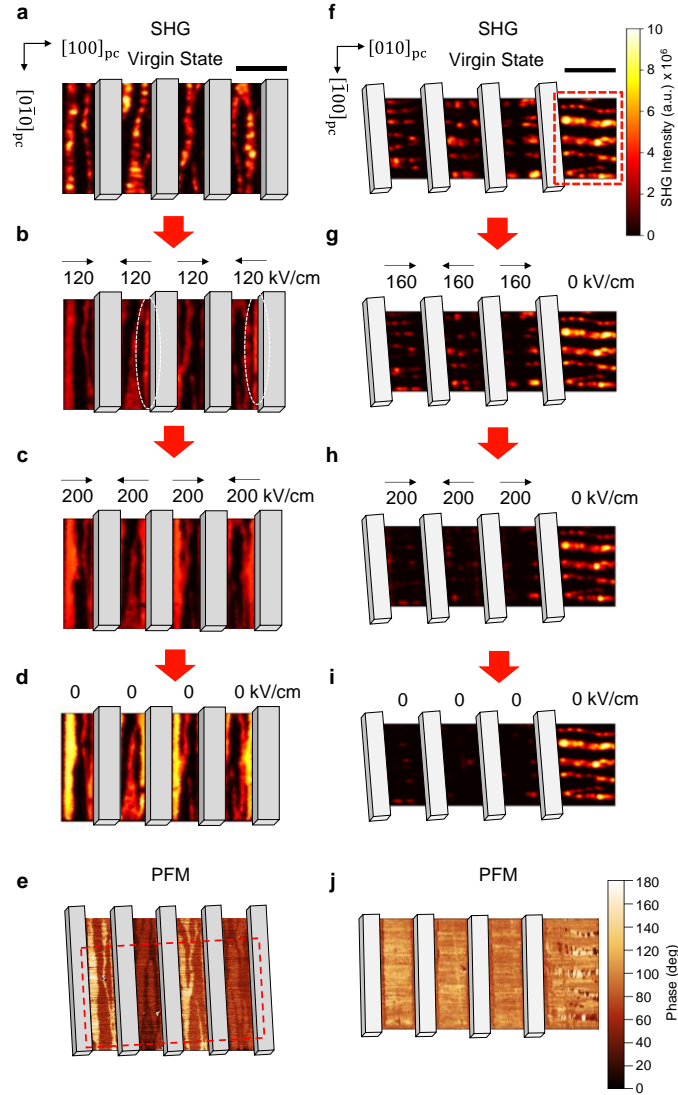 a
SHG
[100]pc
Virgin State
[01̄0]pc
b
120 120 120 120 kV/cm
c
200 200 200 200 kV/cm
d
0 0 0 0 kV/cm
e
PFM
f
SHG
[010]pc
Virgin State
[1̄00]pc
10
8
6
4
2
0
SHG Intensity (a.u.) x 10⁶
g
160 160 160 0 kV/cm
h
200 200 200 0 kV/cm
i
0 0 0 0 kV/cm
j
PFM
180
160
140
120
100
80
60
40
20
0
Phase (deg)